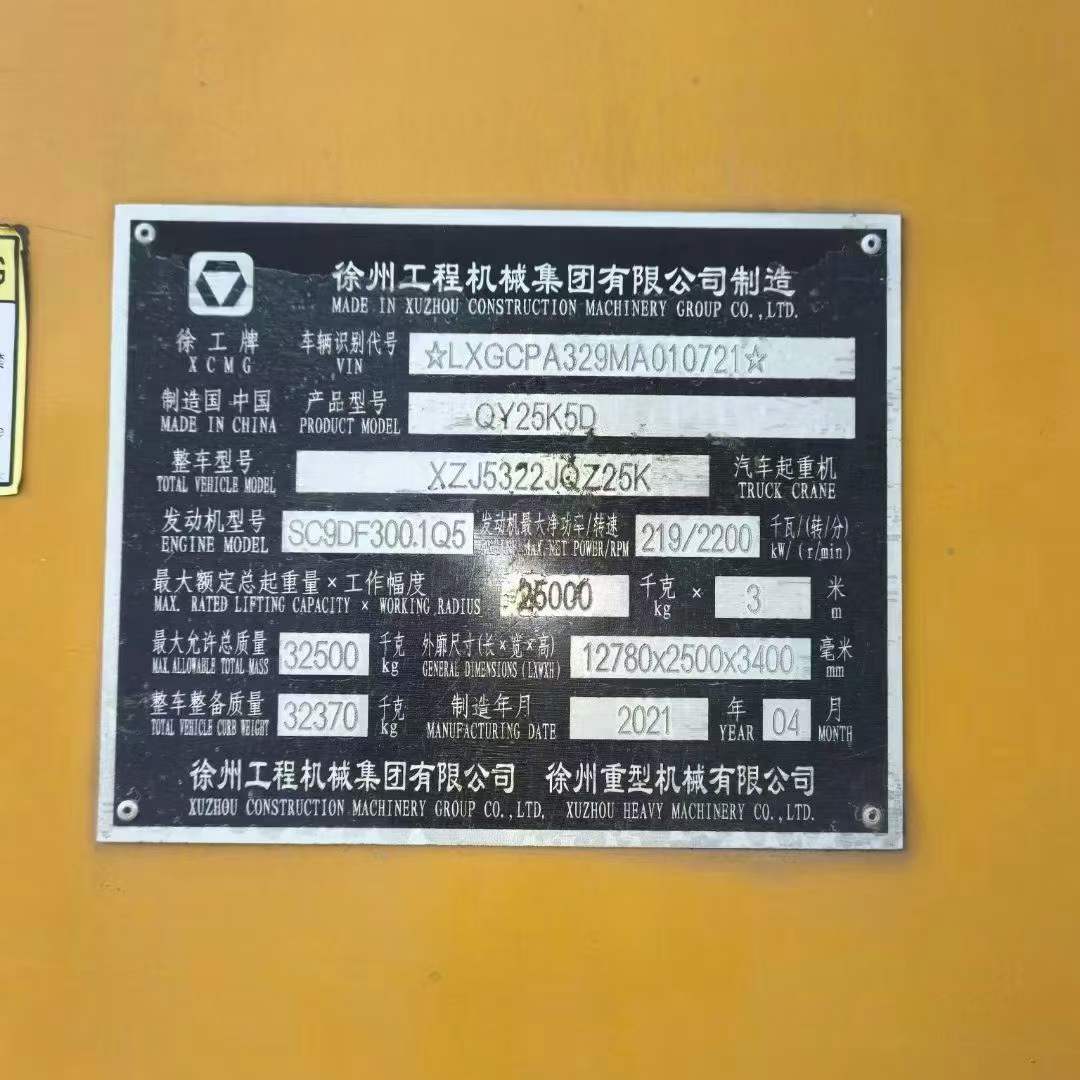 徐州工程机械集团有限公司制造
MADE IN XUZHOU CONSTRUCTION MACHINERY GROUP CO.,LTD.
徐工牌 车辆识别代号 ☆LXGCPA329MA010721☆
XCMG VIN
制造国 中国 产品型号 QY25K5D
MADE IN CHINA PRODUCT MODEL
整车型号 XZJ5322JQZ25K 汽车起重机
TOTAL VEHICLE MODEL TRUCK CRANE
发动机型号 SC9DF300.1Q5 发动机最大净功率/转速 219/2200 千瓦/(转/分)
ENGINE MODEL MAX.NET POWER/RPM kW/(r/min)
最大额定总起重量×工作幅度 25000 千克 × 3 米
MAX. RATED LIFTING CAPACITY × WORKING RADIUS kg m
最大允许总质量 32500 千克 外廓尺寸(长×宽×高) 12780x2500x3400 毫米
MAX ALLOWABLE TOTAL MASS kg GENERAL DIMENSIONS (LXWXH) mm
整车整备质量 32370 千克 制造年月 2021 年 04 月
TOTAL VEHICLE CURB WEIGHT kg MANUFACTURING DATE YEAR MONTH
徐州工程机械集团有限公司 徐州重型机械有限公司
XUZHOU CONSTRUCTION MACHINERY GROUP CO.,LTD. XUZHOU HEAVY MACHINERY CO.,LTD.